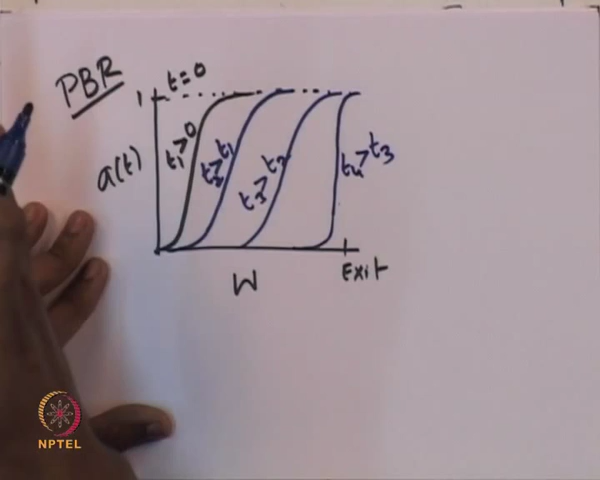 PBR
t=0
1
a(t)
t₁>0
t₂>t₁
t₃>t₂
t₄>t₃
W
Exit
NPTEL